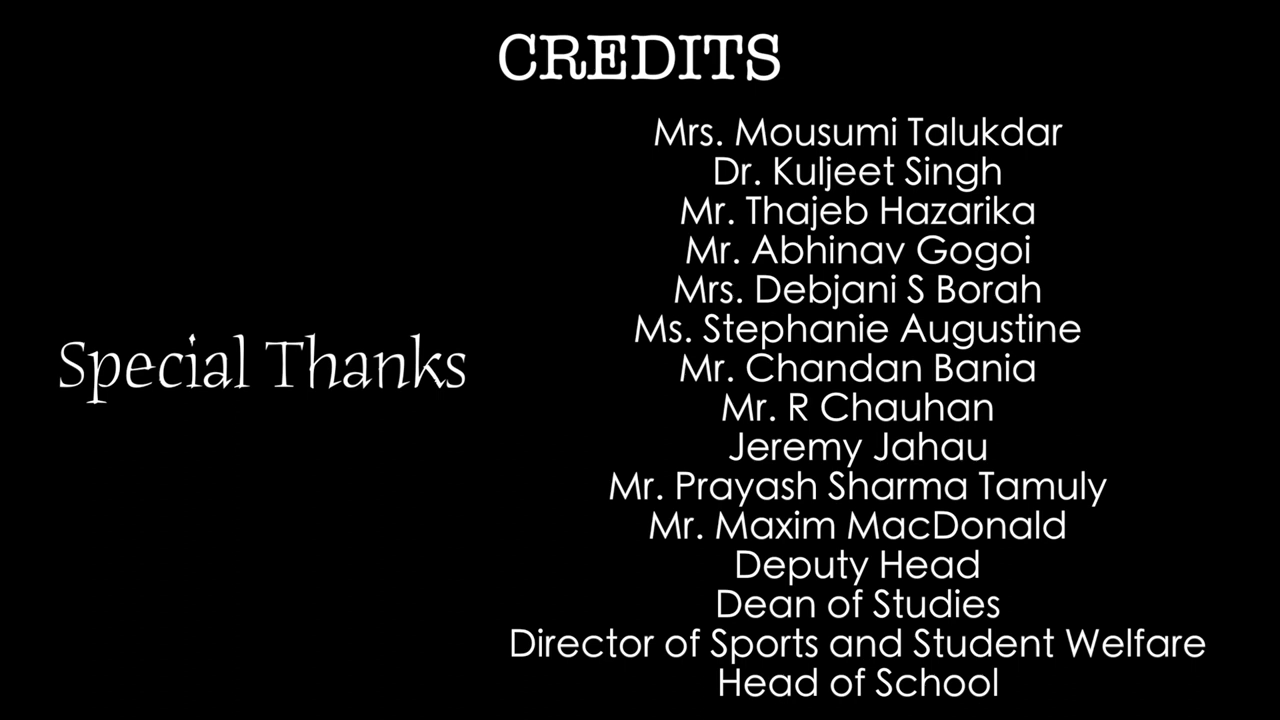 CREDITS
Special Thanks
Mrs. Mousumi Talukdar
Dr. Kuljeet Singh
Mr. Thajeb Hazarika
Mr. Abhinav Gogoi
Mrs. Debjani S Borah
Ms. Stephanie Augustine
Mr. Chandan Bania
Mr. R Chauhan
Jeremy Jahau
Mr. Prayash Sharma Tamuly
Mr. Maxim MacDonald
Deputy Head
Dean of Studies
Director of Sports and Student Welfare
Head of School